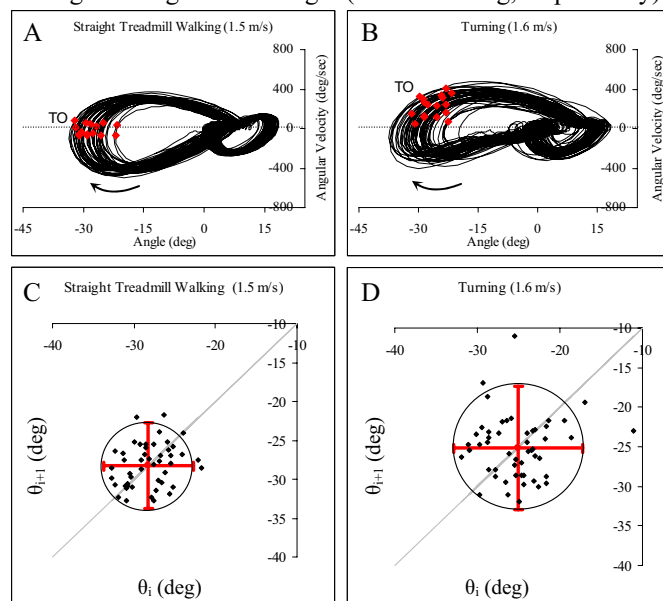 Straight Treadmill Walking (1.5 m/s)
A
800
400
0
-400
-800
Angular Velocity (deg/sec)
TO
-45
-30
-15
0
15
Angle (deg)
Turning (1.6 m/s)
B
800
400
0
-400
-800
Angular Velocity (deg/sec)
TO
-45
-30
-15
0
15
Angle (deg)
C
Straight Treadmill Walking (1.5 m/s)
-40
-30
-20
-10
-10
-15
-20
-25
-30
-35
-40
θi+1 (deg)
θi (deg)
D
Turning (1.6 m/s)
-40
-30
-20
-10
-10
-15
-20
-25
-30
-35
-40
θi+1 (deg)
θi (deg)